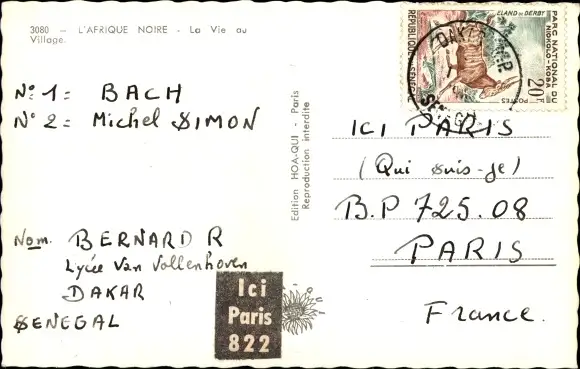 3080 - L'AFRIQUE NOIRE - La Vie au
Village.
N° 1 = BACH
N° 2 = Michel SIMON
Nom. BERNARD R
Lycée Van Vollenhoven
DAKAR
SENEGAL
Ici
Paris
822
Edition HOA-QUI - Paris
Reproduction interdite
REPUBLIQUE DU SENEGAL
ELAND DE DERBY
PARC NATIONAL DU
NIOKOLO-KOBA
20F
POSTES
DAKAR R.P.
SENEGAL
ICI PARIS
(Qui suis-je)
B.P 725.08
PARIS
France.